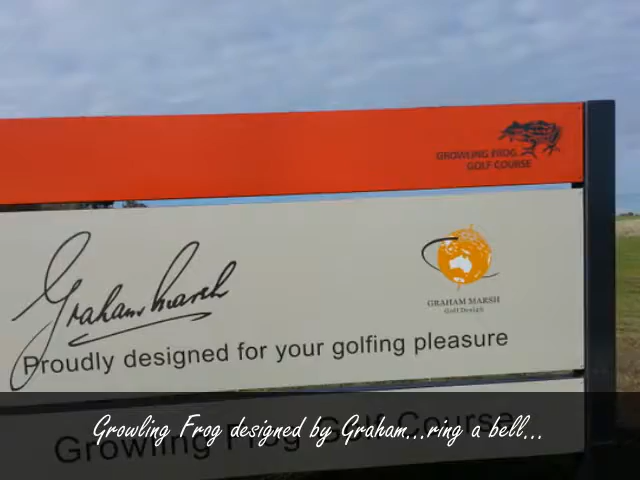 GROWLING FROG
GOLF COURSE
Graham Marsh
GRAHAM MARSH
Golf Design
Proudly designed for your golfing pleasure
Growling Frog Golf Course
Growling Frog designed by Graham...ring a bell...